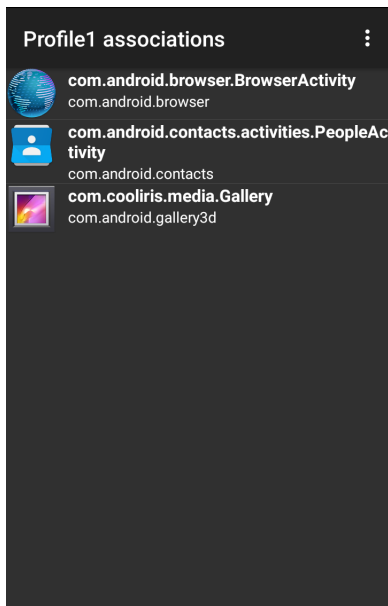 Profile1 associations
com.android.browser.BrowserActivity
com.android.browser
com.android.contacts.activities.PeopleAc
tivity
com.android.contacts
com.cooliris.media.Gallery
com.android.gallery3d